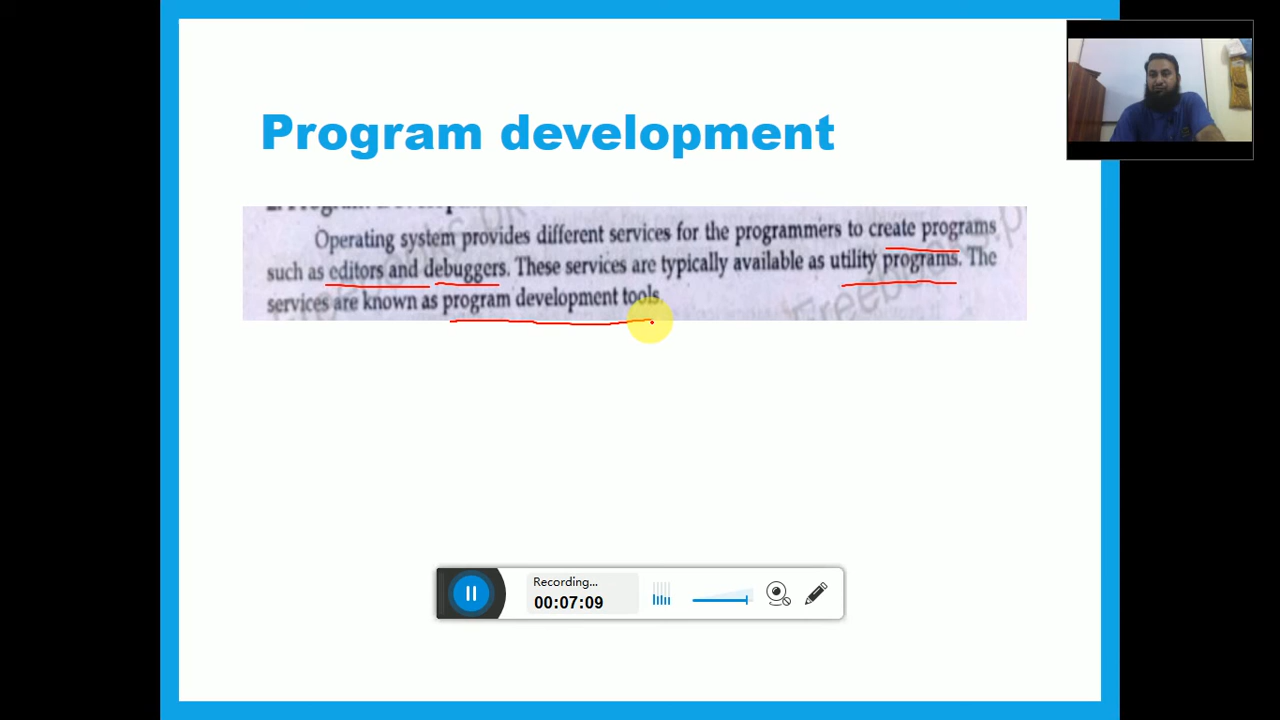 Program development
Operating system provides different services for the programmers to create programs
such as editors and debuggers. These services are typically available as utility programs. The
services are known as program development tools.
Recording...
00:07:09